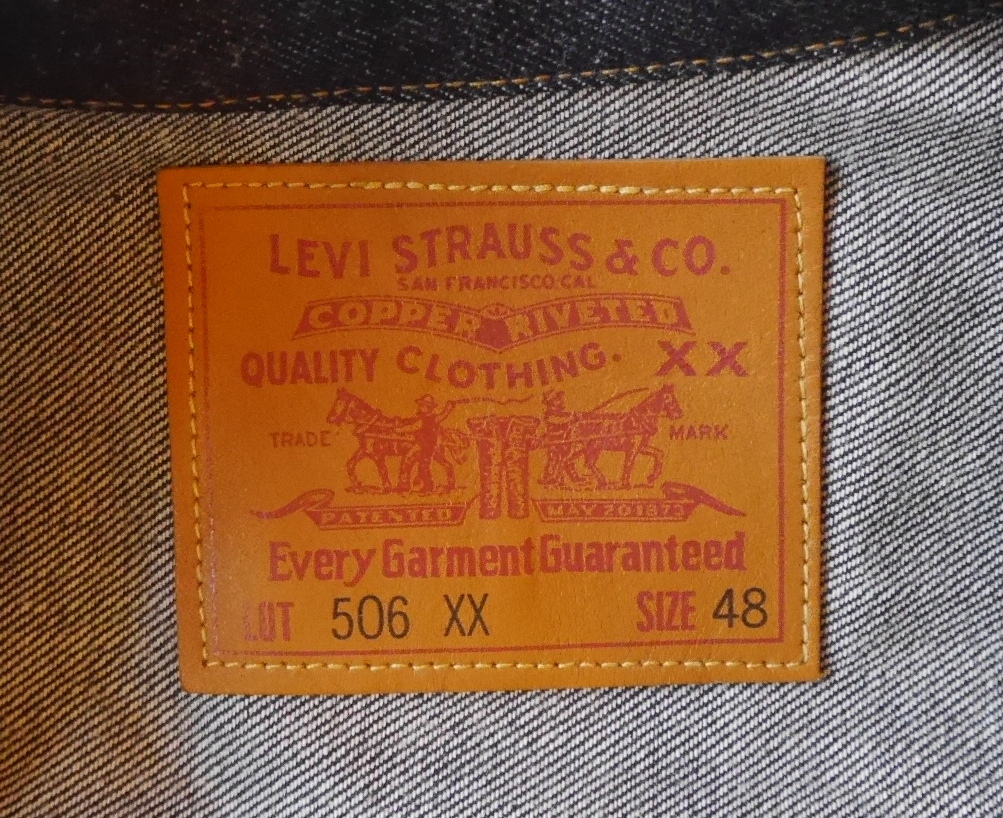 LEVI STRAUSS & CO.
SAN FRANCISCO.CAL
COPPER RIVETED
QUALITY CLOTHING. XX
TRADE MARK
PATENTED MAY 20 1873
Every Garment Guaranteed
LOT 506 XX SIZE 48